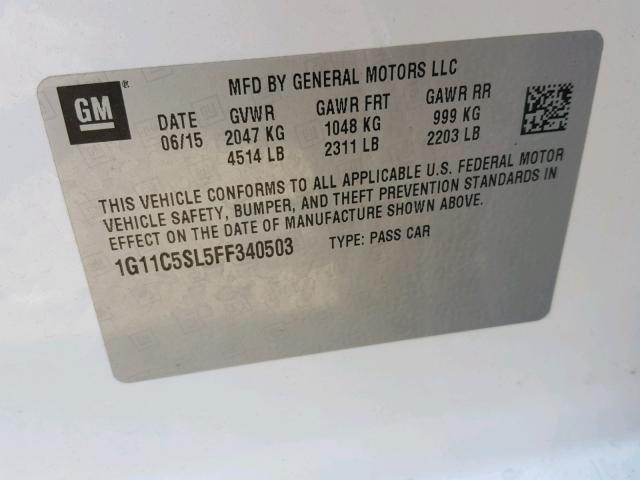 GM ®
MFD BY GENERAL MOTORS LLC
DATE GVWR GAWR FRT GAWR RR
06/15 2047 KG 1048 KG 999 KG
4514 LB 2311 LB 2203 LB
THIS VEHICLE CONFORMS TO ALL APPLICABLE U.S. FEDERAL MOTOR
VEHICLE SAFETY, BUMPER, AND THEFT PREVENTION STANDARDS IN
EFFECT ON THE DATE OF MANUFACTURE SHOWN ABOVE.
1G11C5SL5FF340503 TYPE: PASS CAR